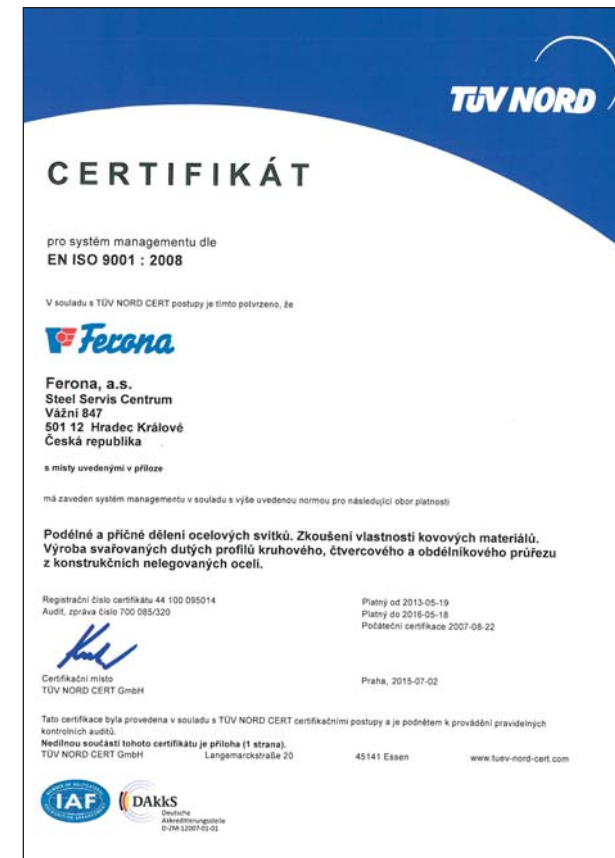 TÜV NORD
CERTIFIKÁT
pro systém managementu dle
EN ISO 9001 : 2008
V souladu s TÜV NORD CERT postupy je tímto potvrzeno, že
Ferona
Ferona, a.s.
Steel Servis Centrum
Vážní 847
501 12 Hradec Králové
Česká republika
s místy uvedenými v příloze
má zaveden systém managementu v souladu s výše uvedenou normou pro následující obor platnosti
Podélné a příčné dělení ocelových svitků. Zkoušení vlastností kovových materiálů.
Výroba svařovaných dutých profilů kruhového, čtvercového a obdélníkového průřezu
z konstrukčních nelegovaných ocelí.
Registrační číslo certifikátu 44 100 095014
Audit, zpráva číslo 700 085/320
Platný od 2013-05-19
Platný do 2016-05-18
Počáteční certifikace 2007-08-22
Certifikační místo
TÜV NORD CERT GmbH
Praha, 2015-07-02
Tato certifikace byla provedena v souladu s TÜV NORD CERT certifikačními postupy a je podnětem k provádění pravidelných
kontrolních auditů.
Nedílnou součástí tohoto certifikátu je příloha (1 strana).
TÜV NORD CERT GmbH Langemarckstraße 20 45141 Essen www.tuev-nord-cert.com
IAF
DAkkS
Deutsche
Akkreditierungsstelle
D-ZM-12007-01-01